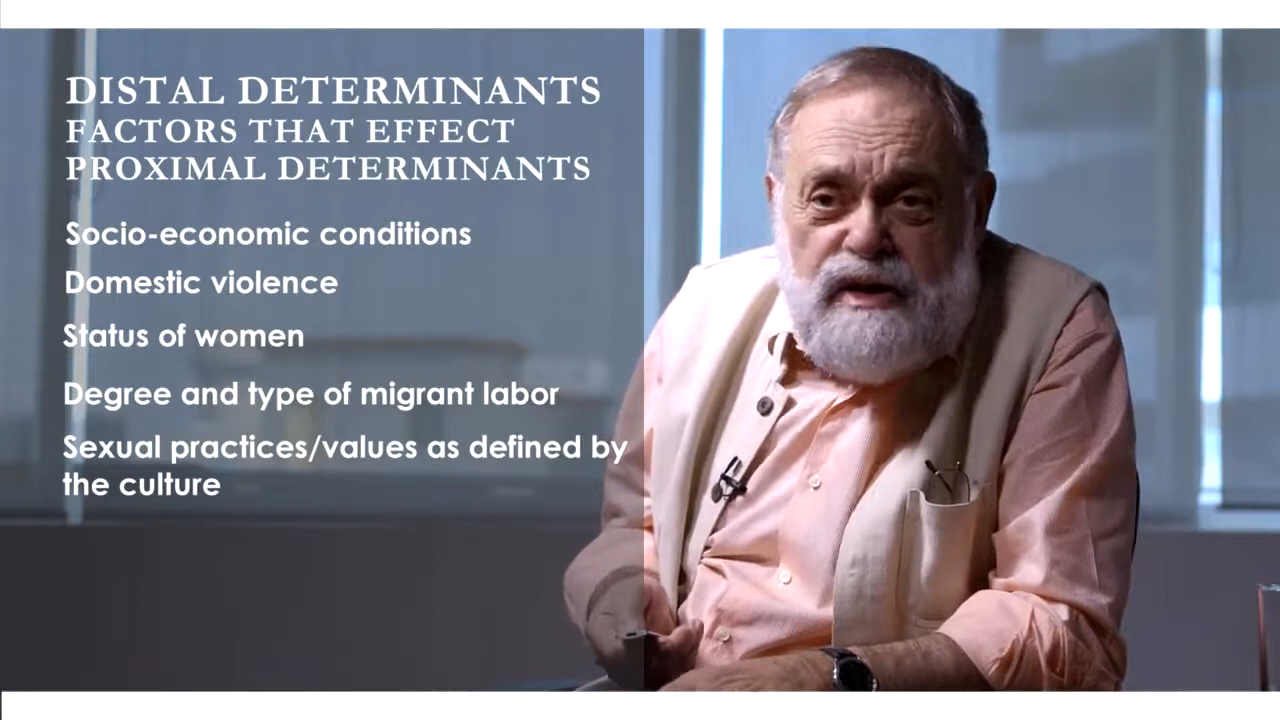 DISTAL DETERMINANTS
FACTORS THAT EFFECT
PROXIMAL DETERMINANTS
Socio-economic conditions
Domestic violence
Status of women
Degree and type of migrant labor
Sexual practices/values as defined by
the culture